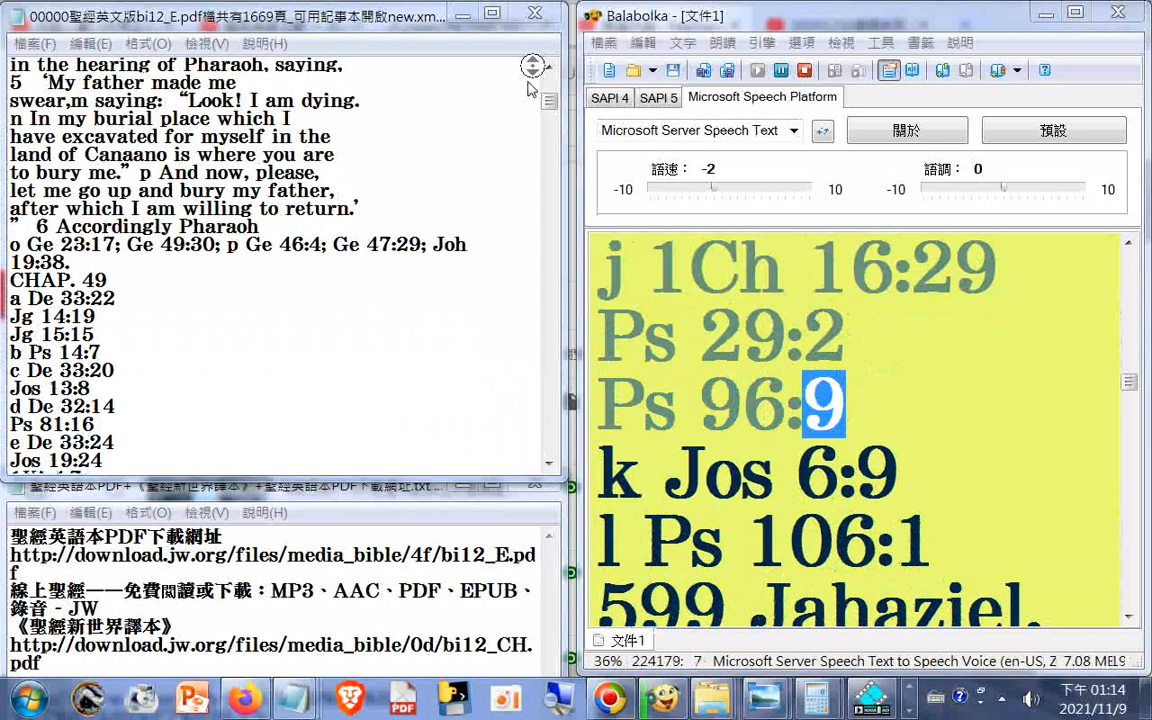 00000聖經英文版bi12_E.pdf檔共有1669頁_可用記事本開啟new.xm...
檔案(F) 編輯(E) 格式(O) 檢視(V) 說明(H)
in the hearing of Pharaoh, saying,
5 ‘My father made me
swear,m saying: “Look! I am dying.
n In my burial place which I
have excavated for myself in the
land of Canaano is where you are
to bury me.” p And now, please,
let me go up and bury my father,
after which I am willing to return.’
” 6 Accordingly Pharaoh
o Ge 23:17; Ge 49:30; p Ge 46:4; Ge 47:29; Joh
19:38.
CHAP. 49
a De 33:22
Jg 14:19
Jg 15:15
b Ps 14:7
c De 33:20
Jos 13:8
d De 32:14
Ps 81:16
e De 33:24
Jos 19:24
聖經英語本PDF+《聖經新世界譯本》+聖經英語本PDF下載網址.txt ...
檔案(F) 編輯(E) 格式(O) 檢視(V) 說明(H)
聖經英語本PDF下載網址
http://download.jw.org/files/media_bible/4f/bi12_E.pd
f
線上聖經——免費閱讀或下載：MP3、AAC、PDF、EPUB、
錄音 - JW
《聖經新世界譯本》
http://download.jw.org/files/media_bible/0d/bi12_CH.
pdf
Balabolka - [文件1]
檔案 編輯 文字 朗讀 引擎 選項 檢視 工具 書籤 說明
SAPI 4 SAPI 5 Microsoft Speech Platform
Microsoft Server Speech Text 關於 預設
語速： -2 語調： 0
-10 10 -10 10
j 1Ch 16:29
Ps 29:2
Ps 96:9
k Jos 6:9
l Ps 106:1
599 Jahaziel.
文件1
36% 224179: 7 Microsoft Server Speech Text to Speech Voice (en-US, Z 7.08 ME
下午 01:14
2021/11/9